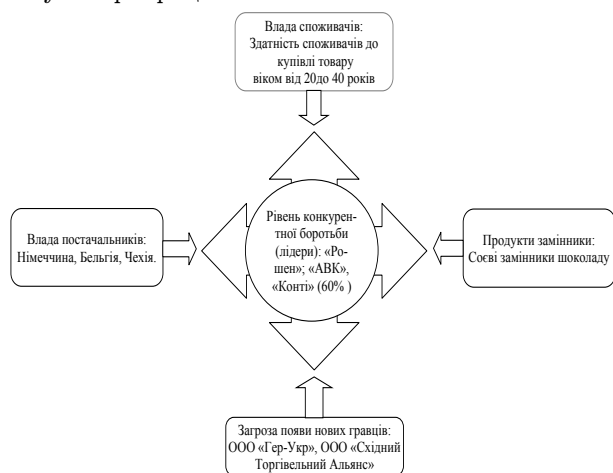 Влада споживачів:
Здатність споживачів до
купівлі товару
віком від 20до 40 років
Влада постачальників:
Німеччина, Бельгія, Чехія.
Рівень конкурен-
тної боротьби
(лідери): «Ро-
шен»; «АВК»,
«Конті» (60% )
Продукти замінники:
Соєві замінники шоколаду
Загроза появи нових гравців:
ООО «Гер-Укр», ООО «Східний
Торгівельний Альянс»